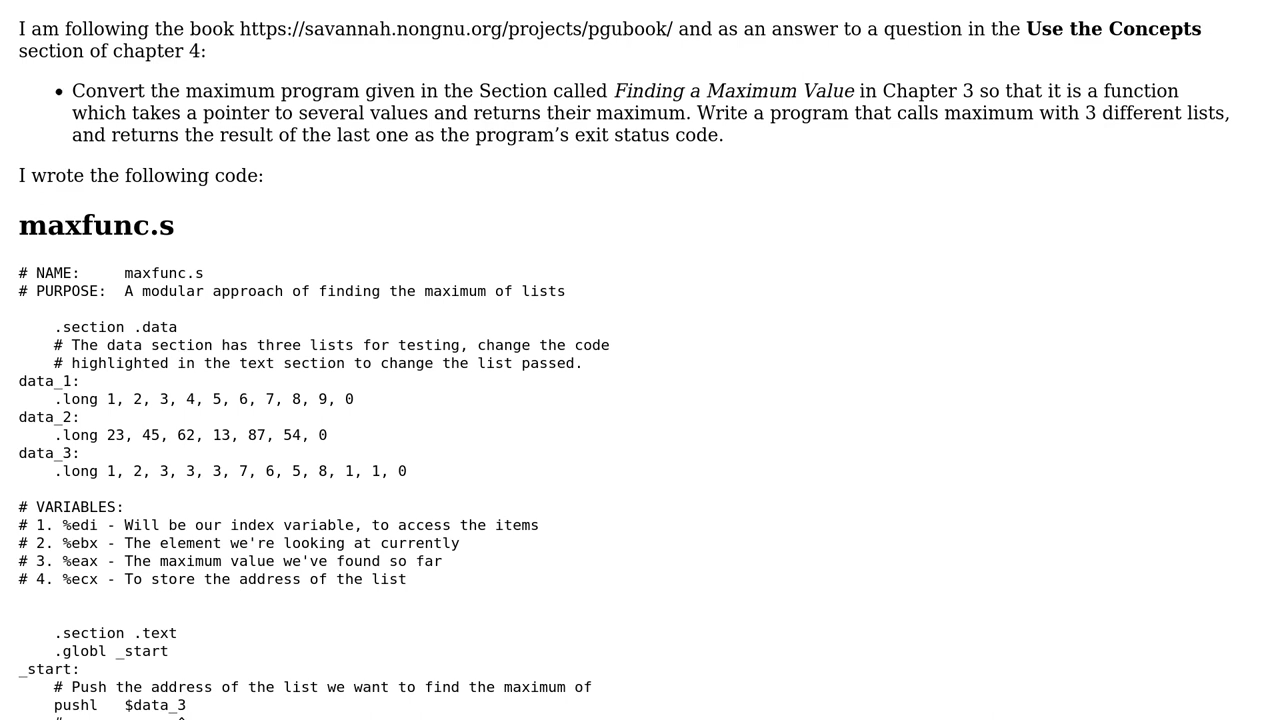 I am following the book https://savannah.nongnu.org/projects/pgubook/ and as an answer to a question in the Use the Concepts
section of chapter 4:
• Convert the maximum program given in the Section called Finding a Maximum Value in Chapter 3 so that it is a function
which takes a pointer to several values and returns their maximum. Write a program that calls maximum with 3 different lists,
and returns the result of the last one as the program’s exit status code.
I wrote the following code:
maxfunc.s
# NAME:     maxfunc.s
# PURPOSE:  A modular approach of finding the maximum of lists
    .section .data
    # The data section has three lists for testing, change the code
    # highlighted in the text section to change the list passed.
data_1:
    .long 1, 2, 3, 4, 5, 6, 7, 8, 9, 0
data_2:
    .long 23, 45, 62, 13, 87, 54, 0
data_3:
    .long 1, 2, 3, 3, 3, 7, 6, 5, 8, 1, 1, 0
# VARIABLES:
# 1. %edi - Will be our index variable, to access the items
# 2. %ebx - The element we're looking at currently
# 3. %eax - The maximum value we've found so far
# 4. %ecx - To store the address of the list
    .section .text
    .globl _start
_start:
    # Push the address of the list we want to find the maximum of
    pushl   $data_3